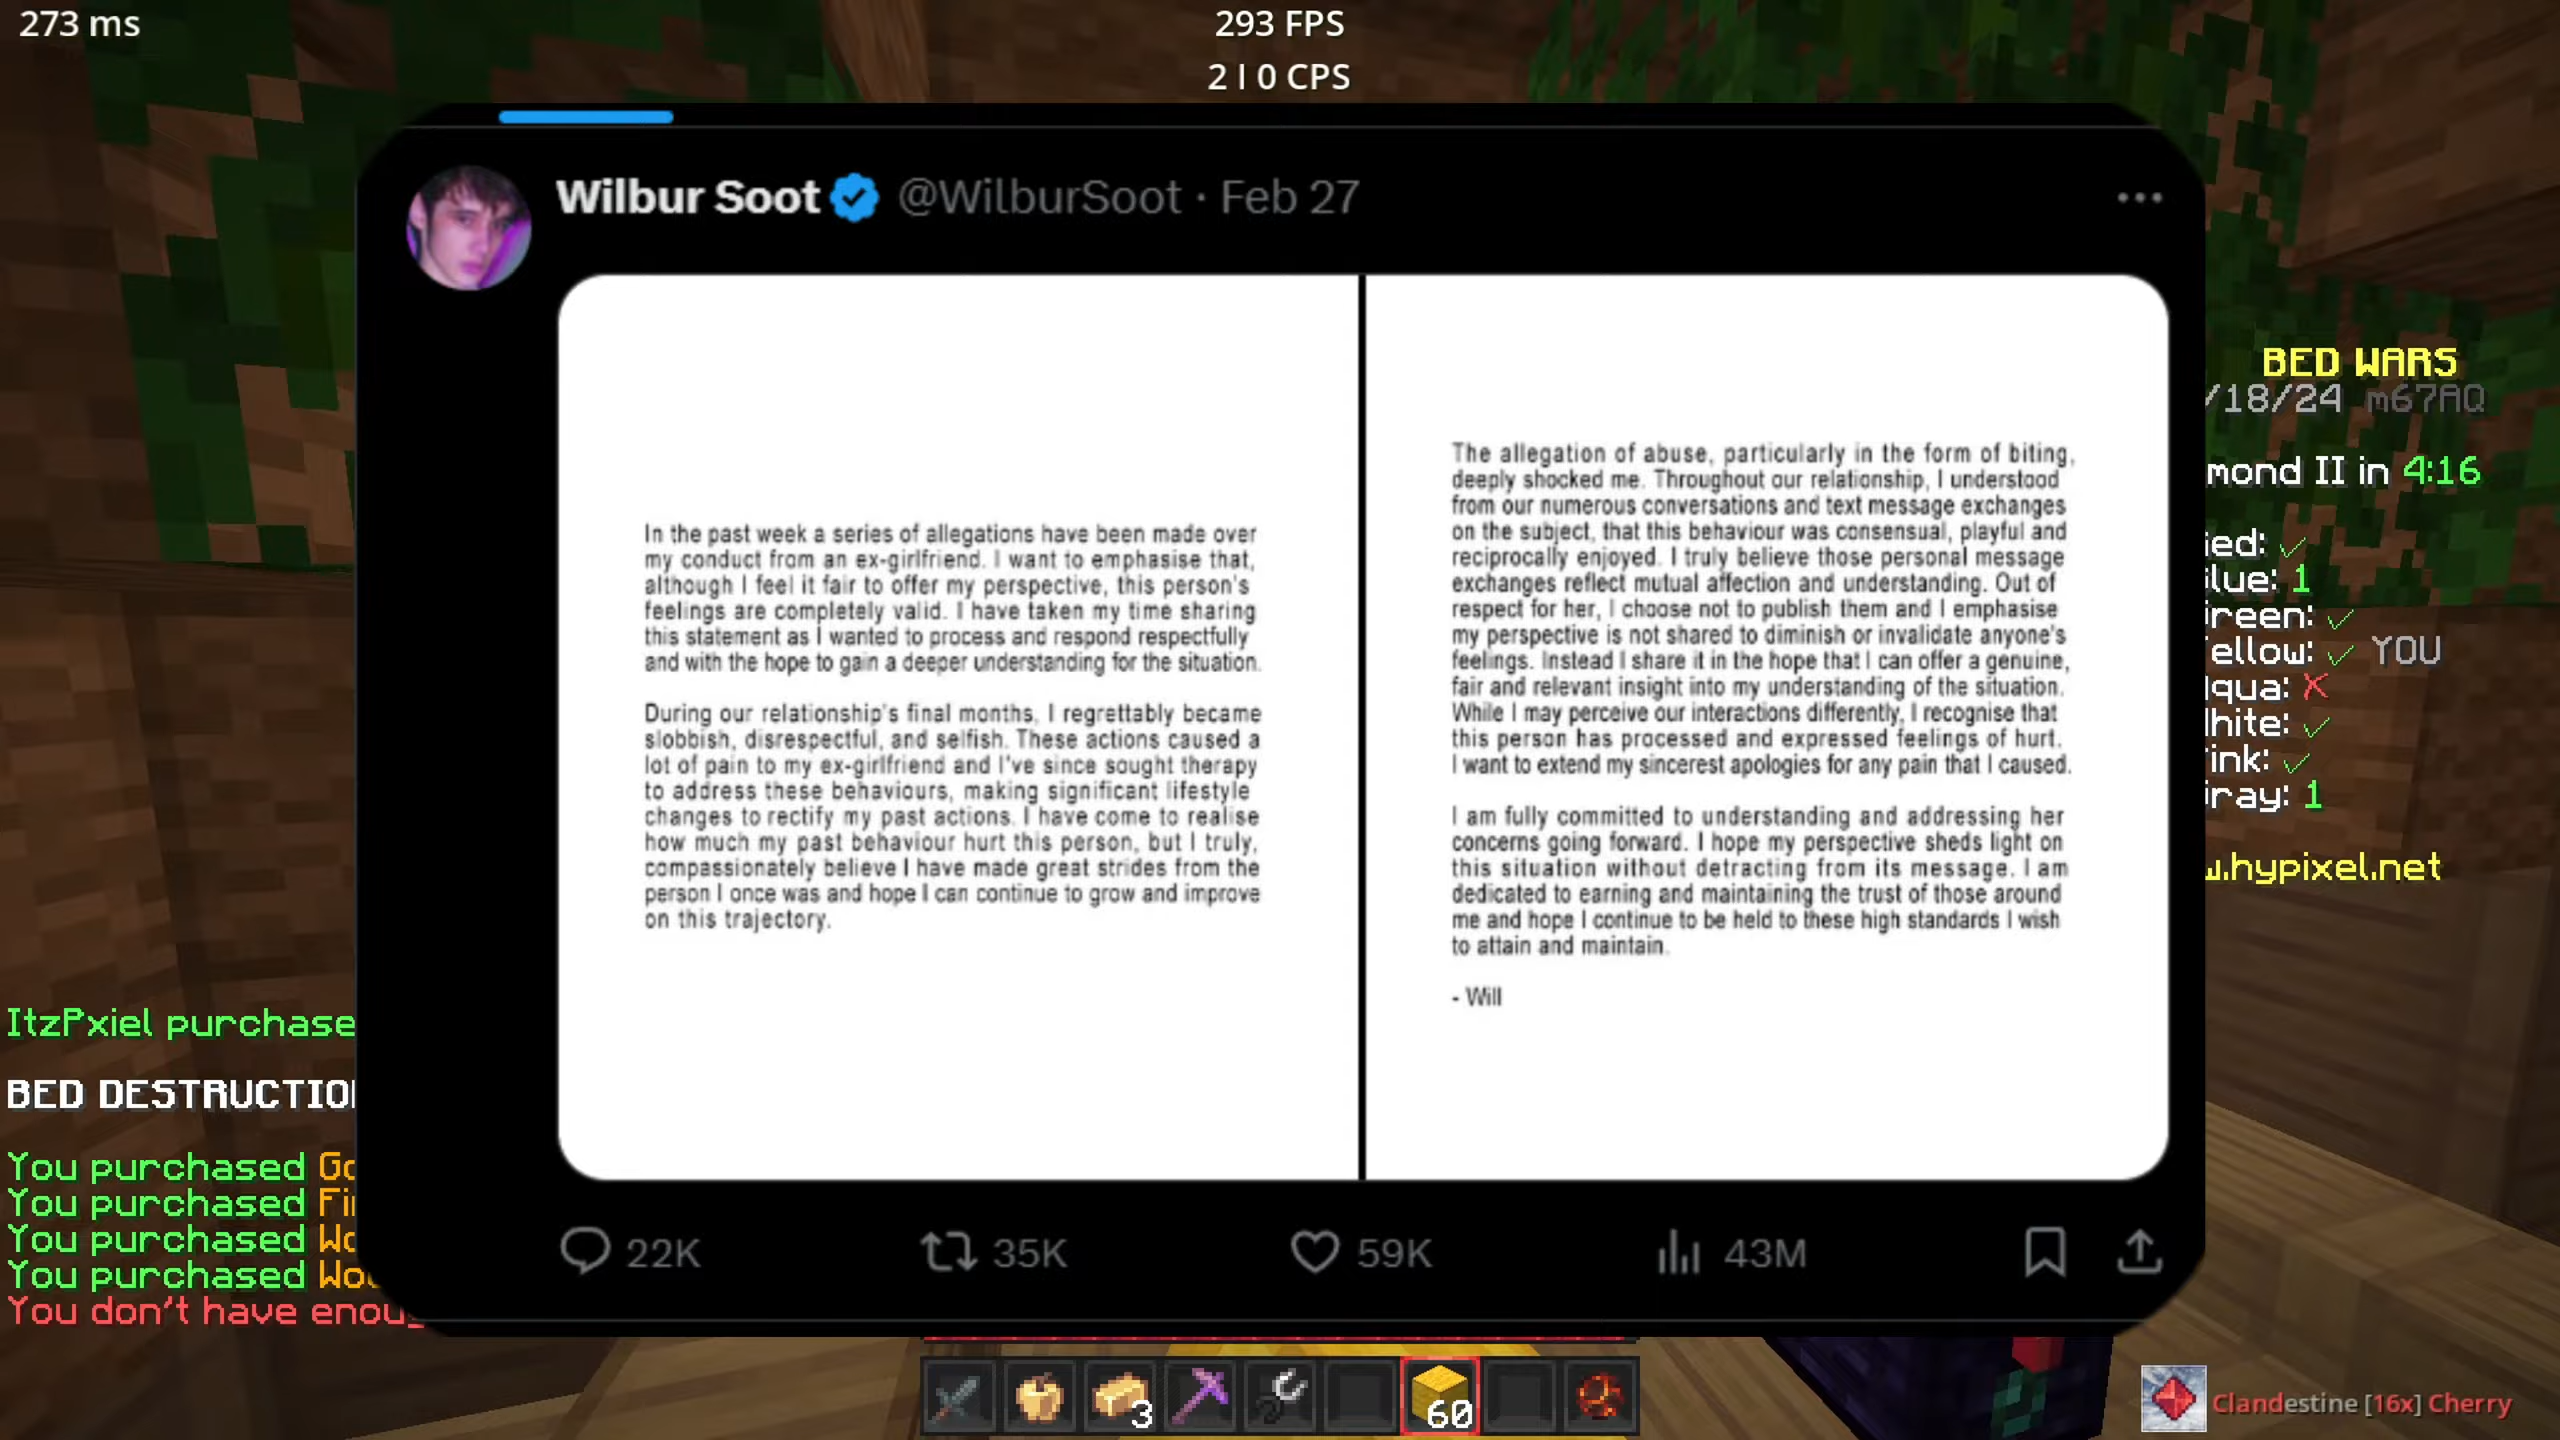 273 ms
293 FPS
2 | 0 CPS
Wilbur Soot @WilburSoot · Feb 27
In the past week a series of allegations have been made over
my conduct from an ex-girlfriend. I want to emphasise that,
although I feel it fair to offer my perspective, this person's
feelings are completely valid. I have taken my time sharing
this statement as I wanted to process and respond respectfully
and with the hope to gain a deeper understanding for the situation.
During our relationship's final months, I regrettably became
slobbish, disrespectful, and selfish. These actions caused a
lot of pain to my ex-girlfriend and I've since sought therapy
to address these behaviours, making significant lifestyle
changes to rectify my past actions. I have come to realise
how much my past behaviour hurt this person, but I truly,
compassionately believe I have made great strides from the
person I once was and hope I can continue to grow and improve
on this trajectory.
The allegation of abuse, particularly in the form of biting,
deeply shocked me. Throughout our relationship, I understood
from our numerous conversations and text message exchanges
on the subject, that this behaviour was consensual, playful and
reciprocally enjoyed. I truly believe those personal message
exchanges reflect mutual affection and understanding. Out of
respect for her, I choose not to publish them and I emphasise
my perspective is not shared to diminish or invalidate anyone's
feelings. Instead I share it in the hope that I can offer a genuine,
fair and relevant insight into my understanding of the situation.
While I may perceive our interactions differently, I recognise that
this person has processed and expressed feelings of hurt.
I want to extend my sincerest apologies for any pain that I caused.
I am fully committed to understanding and addressing her
concerns going forward. I hope my perspective sheds light on
this situation without detracting from its message. I am
dedicated to earning and maintaining the trust of those around
me and hope I continue to be held to these high standards I wish
to attain and maintain.
- Will
22K 35K 59K 43M
BED WARS
/18/24 m67AQ
mond II in 4:16
ed: ✓
lue: 1
reen: ✓
ellow: ✓ YOU
qua: ✗
hite: ✓
ink: ✓
ray: 1
w.hypixel.net
ItzPxiel purchase
BED DESTRUCTIO
You purchased Go
You purchased Fi
You purchased Wo
You purchased Woo
You don't have enoug
3
60
Clandestine [16x] Cherry